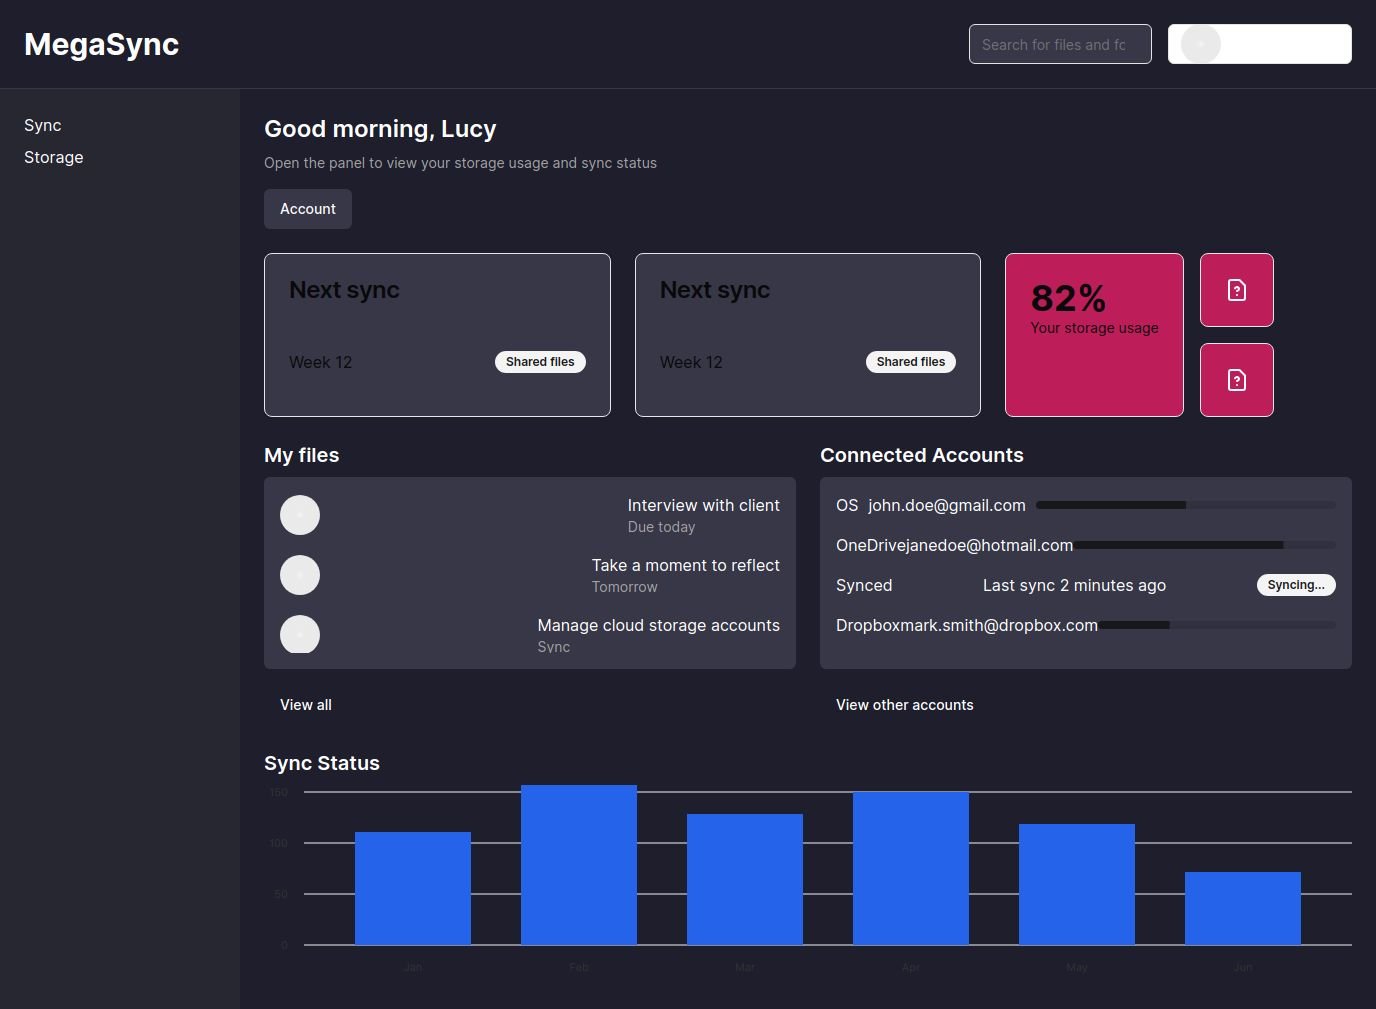 MegaSync
Search for files and fc
Sync
Storage
Good morning, Lucy
Open the panel to view your storage usage and sync status
Account
Next sync
Week 12
Shared files
Next sync
Week 12
Shared files
82%
Your storage usage
My files
Interview with client
Due today
Take a moment to reflect
Tomorrow
Manage cloud storage accounts
Sync
View all
Connected Accounts
OS john.doe@gmail.com
OneDrivejanedoe@hotmail.com
Synced Last sync 2 minutes ago Syncing...
Dropboxmark.smith@dropbox.com
View other accounts
Sync Status
150
100
50
0
Jan Feb Mar Apr May Jun